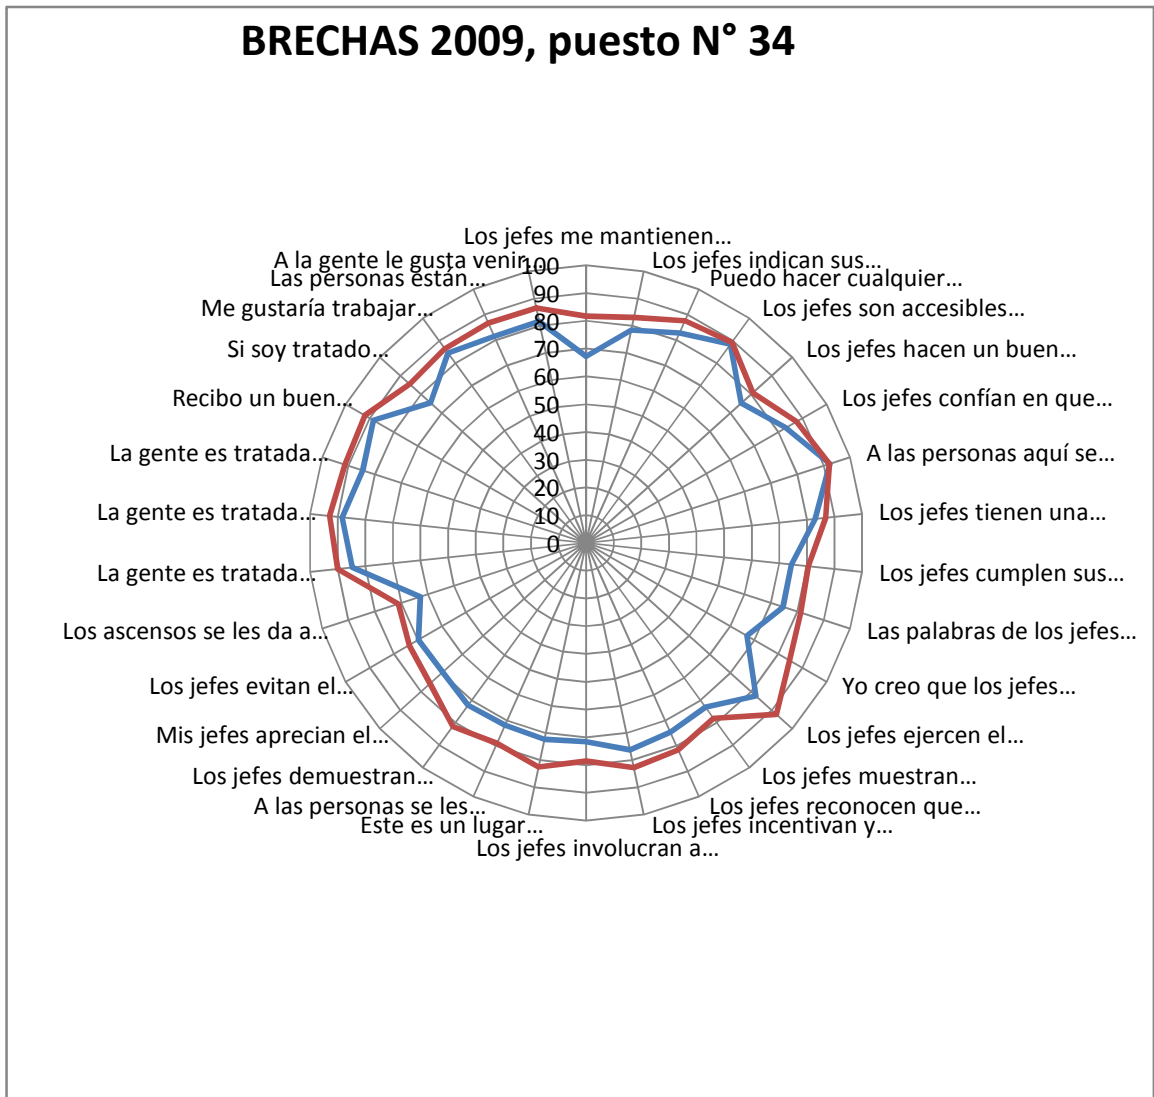 BRECHAS 2009, puesto N° 34
Los jefes me mantienen...
Los jefes indican sus...
Puedo hacer cualquier...
Los jefes son accesibles...
Los jefes hacen un buen...
Los jefes confían en que...
A las personas aquí se...
Los jefes tienen una...
Los jefes cumplen sus...
Las palabras de los jefes...
Yo creo que los jefes...
Los jefes ejercen el...
Los jefes muestran...
Los jefes reconocen que...
Los jefes incentivan y...
Los jefes involucran a...
Este es un lugar...
A las personas se les...
Los jefes demuestran...
Mis jefes aprecian el...
Los jefes evitan el...
Los ascensos se les da a...
La gente es tratada...
La gente es tratada...
La gente es tratada...
Recibo un buen...
Si soy tratado...
Me gustaría trabajar...
Las personas están...
A la gente le gusta venir...
100
90
80
70
60
50
40
30
20
10
0